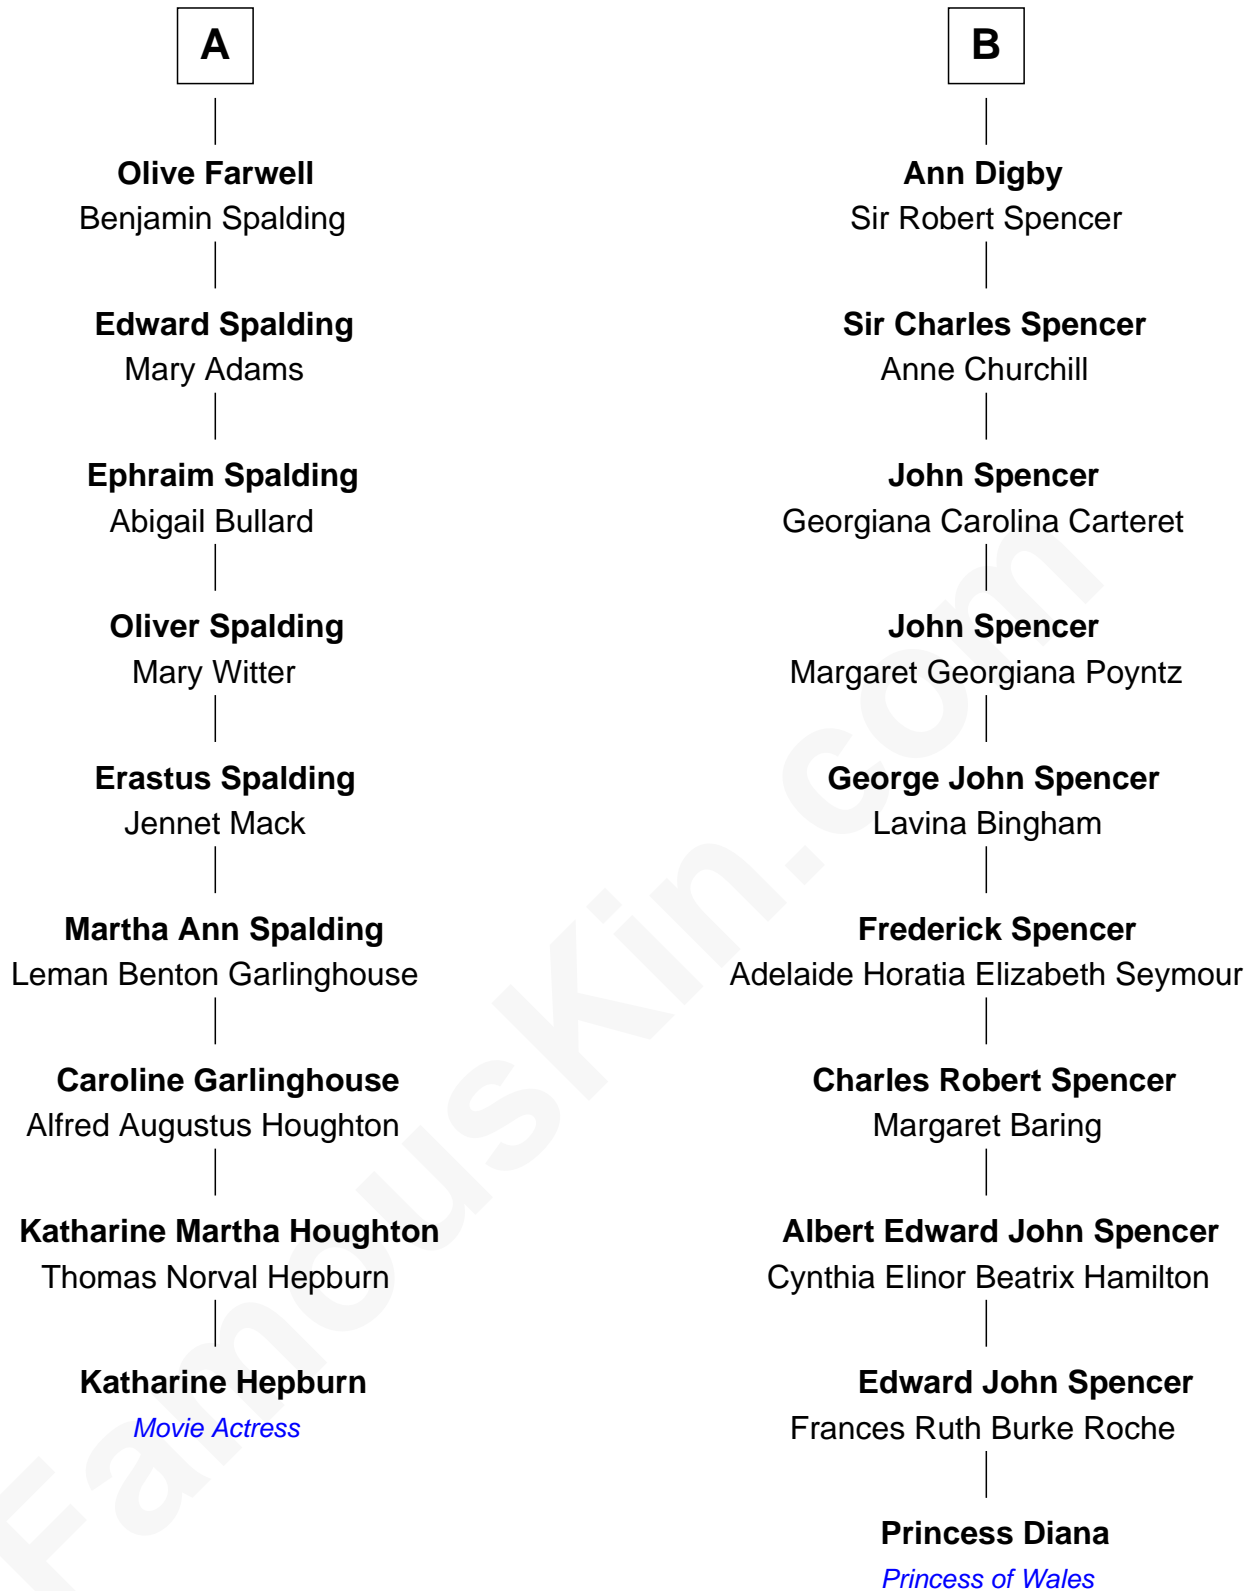 A
Olive Farwell
Benjamin Spalding
Edward Spalding
Mary Adams
Ephraim Spalding
Abigail Bullard
Oliver Spalding
Mary Witter
Erastus Spalding
Jennet Mack
Martha Ann Spalding
Leman Benton Garlinghouse
Caroline Garlinghouse
Alfred Augustus Houghton
Katharine Martha Houghton
Thomas Norval Hepburn
Katharine Hepburn
Movie Actress
B
Ann Digby
Sir Robert Spencer
Sir Charles Spencer
Anne Churchill
John Spencer
Georgiana Carolina Carteret
John Spencer
Margaret Georgiana Poyntz
George John Spencer
Lavina Bingham
Frederick Spencer
Adelaide Horatia Elizabeth Seymour
Charles Robert Spencer
Margaret Baring
Albert Edward John Spencer
Cynthia Elinor Beatrix Hamilton
Edward John Spencer
Frances Ruth Burke Roche
Princess Diana
Princess of Wales
FamousKin.com